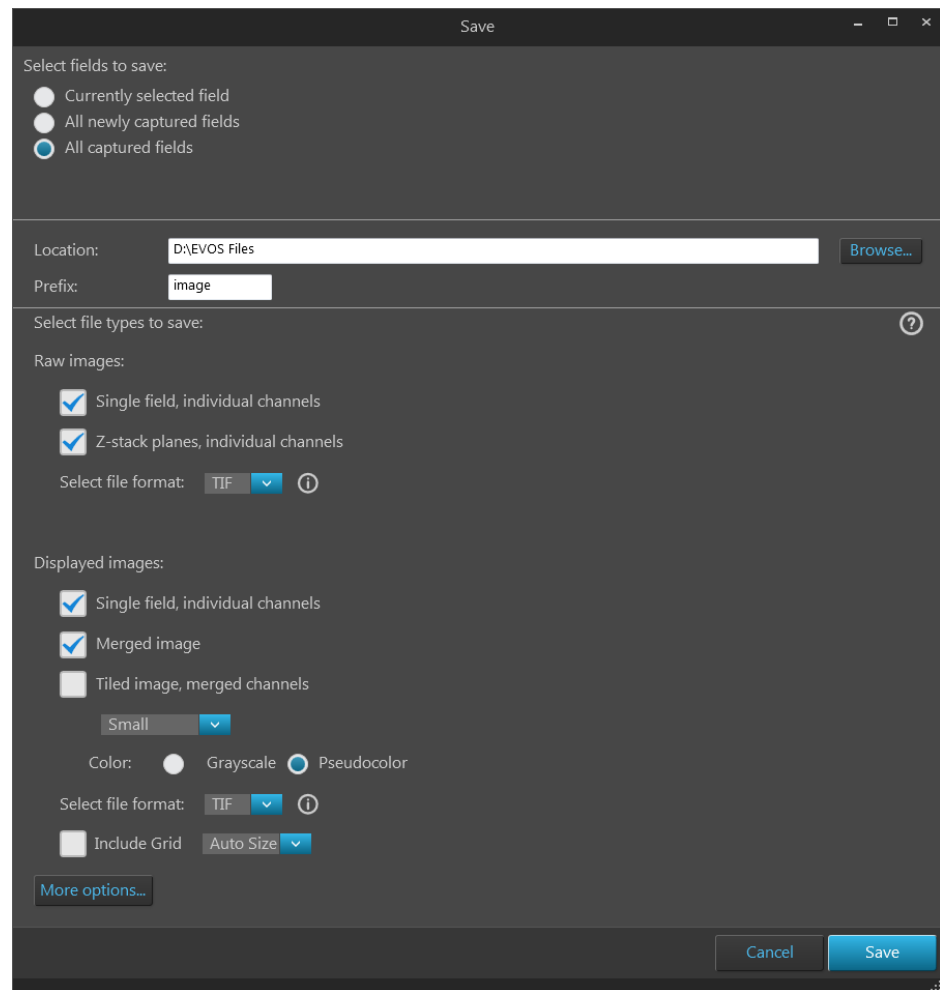 Save
Select fields to save:
Currently selected field
All newly captured fields
All captured fields
Location: D:\EVOS Files Browse...
Prefix: image
Select file types to save:
Raw images:
Single field, individual channels
Z-stack planes, individual channels
Select file format: TIF
Displayed images:
Single field, individual channels
Merged image
Tiled image, merged channels
Small
Color: Grayscale Pseudocolor
Select file format: TIF
Include Grid Auto Size
More options...
Cancel Save